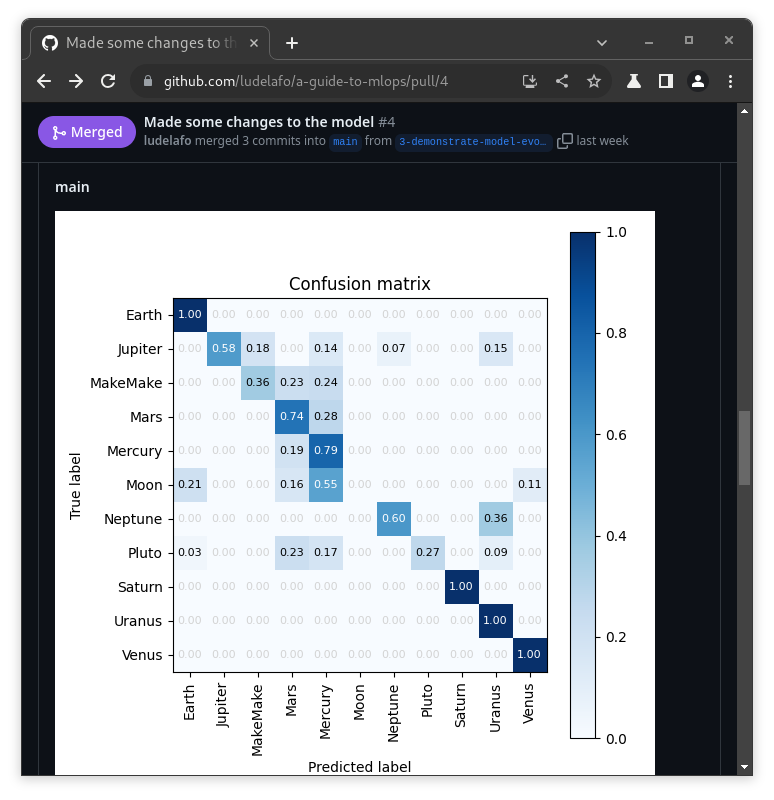 Made some changes to th
github.com/ludelafo/a-guide-to-mlops/pull/4
Merged
Made some changes to the model #4
ludelafo merged 3 commits into main from 3-demonstrate-model-evo… last week
main
Confusion matrix
True label
Earth 1.00 0.00 0.00 0.00 0.00 0.00 0.00 0.00 0.00 0.00 0.00
Jupiter 0.00 0.58 0.18 0.00 0.14 0.00 0.07 0.00 0.00 0.15 0.00
MakeMake 0.00 0.00 0.36 0.23 0.24 0.00 0.00 0.00 0.00 0.00 0.00
Mars 0.00 0.00 0.00 0.74 0.28 0.00 0.00 0.00 0.00 0.00 0.00
Mercury 0.00 0.00 0.00 0.19 0.79 0.00 0.00 0.00 0.00 0.00 0.00
Moon 0.21 0.00 0.00 0.16 0.55 0.00 0.00 0.00 0.00 0.00 0.11
Neptune 0.00 0.00 0.00 0.00 0.00 0.00 0.60 0.00 0.00 0.36 0.00
Pluto 0.03 0.00 0.00 0.23 0.17 0.00 0.00 0.27 0.00 0.09 0.00
Saturn 0.00 0.00 0.00 0.00 0.00 0.00 0.00 0.00 1.00 0.00 0.00
Uranus 0.00 0.00 0.00 0.00 0.00 0.00 0.00 0.00 0.00 1.00 0.00
Venus 0.00 0.00 0.00 0.00 0.00 0.00 0.00 0.00 0.00 0.00 1.00
Earth Jupiter MakeMake Mars Mercury Moon Neptune Pluto Saturn Uranus Venus
Predicted label
1.0
0.8
0.6
0.4
0.2
0.0